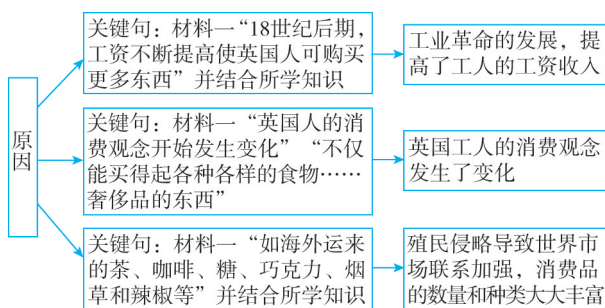 原因
关键句：材料一“18世纪后期，
工资不断提高使英国人可购买
更多东西”并结合所学知识
工业革命的发展，提
高了工人的工资收入
关键句：材料一“英国人的消
费观念开始发生变化”“不仅
能买得起各种各样的食物……
奢侈品的东西”
英国工人的消费观念
发生了变化
关键句：材料一“如海外运来
的茶、咖啡、糖、巧克力、烟
草和辣椒等”并结合所学知识
殖民侵略导致世界市
场联系加强，消费品
的数量和种类大大丰富